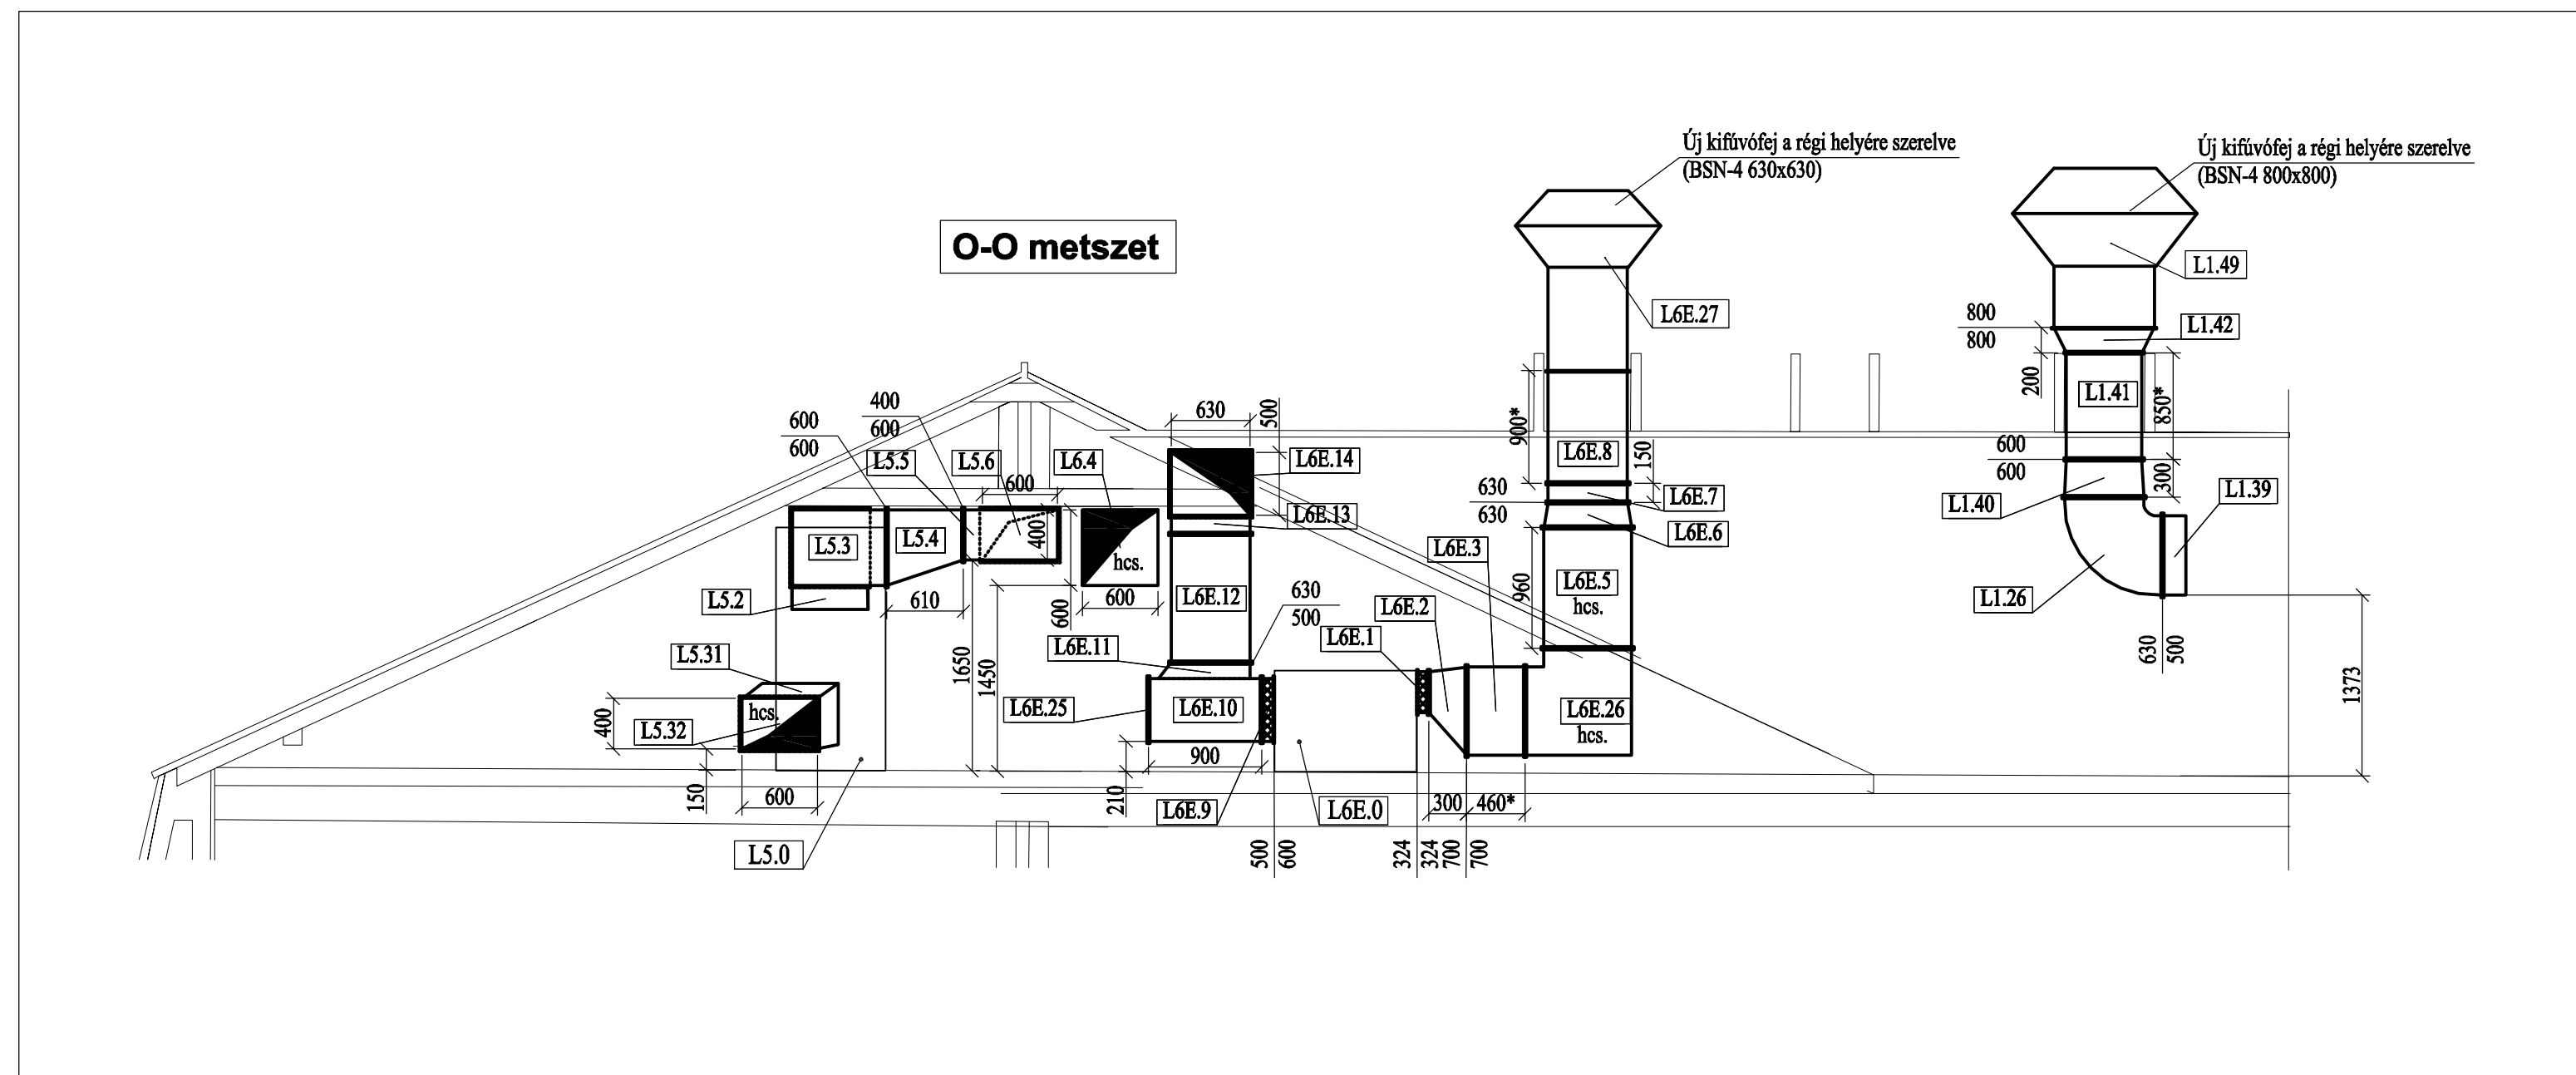 Új kifúvófej a régi helyére szerelve
(BSN-4 630x630)
Új kifúvófej a régi helyére szerelve
(BSN-4 800x800)
O-O metszet
L1.49
L6E.27
800
800
L1.42
200
L1.41
850*
600
600
300
L1.39
L1.40
L1.26
630
500
1373
900*
L6E.8
150
630
630
L6E.7
L6E.6
L6E.3
960
L6E.5
hcs.
L6E.2
L6E.1
L6E.26
hcs.
300
460*
324
324
700
700
600
600
400
600
L5.5
L5.6
L6.4
600
630
500
L6E.14
L6E.13
L5.3
L5.4
400
hcs.
L5.2
610
600
600
L6E.12
630
500
L6E.11
L5.31
1650
1450
L6E.25
L6E.10
400
hcs.
L5.32
150
600
900
210
L6E.9
L6E.0
L5.0
500
600